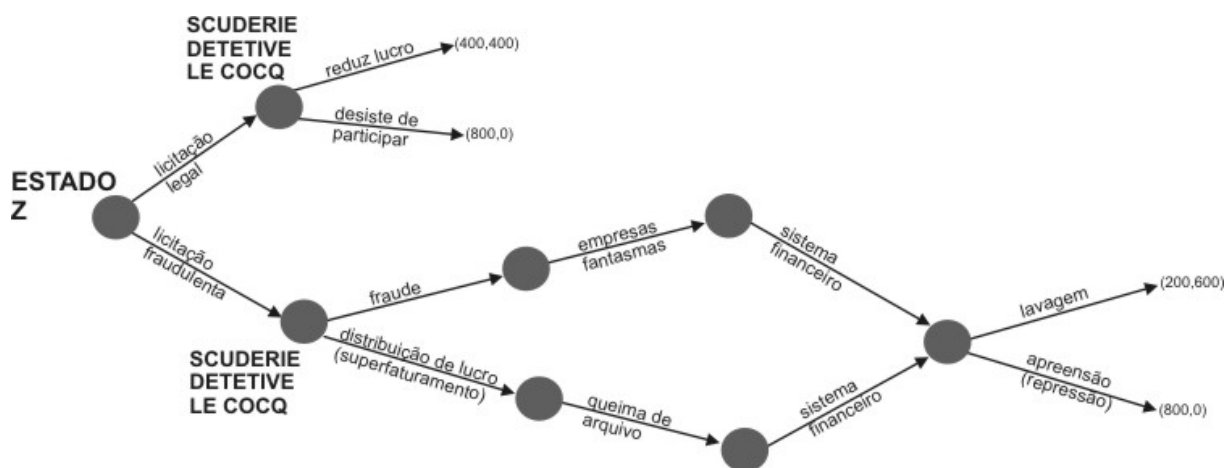 SCUDERIE
DETETIVE
LE COCQ
reduz lucro
(400,400)
desiste de
participar
(800,0)
licitação
legal
ESTADO
Z
licitação
fraudulenta
SCUDERIE
DETETIVE
LE COCQ
fraude
empresas
fantasmas
sistema
financeiro
distribuição de lucro
(superfaturamento)
queima de
arquivo
sistema
financeiro
lavagem
(200,600)
apreensão
(repressão)
(800,0)